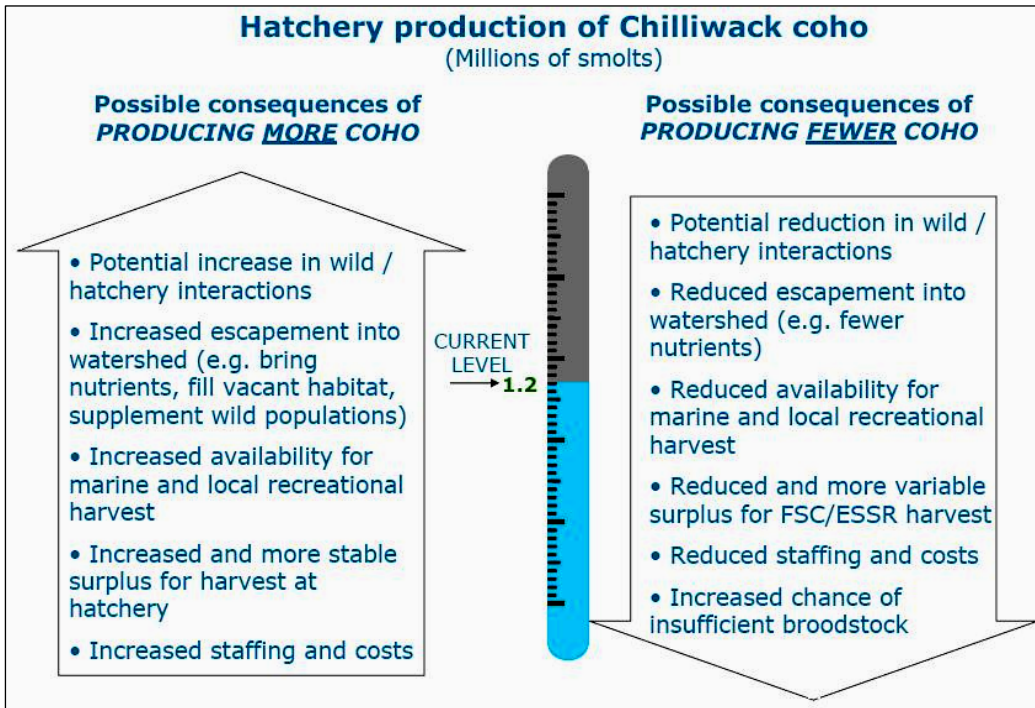 Hatchery production of Chilliwack coho
(Millions of smolts)
Possible consequences of
PRODUCING MORE COHO
• Potential increase in wild /
hatchery interactions
• Increased escapement into
watershed (e.g. bring
nutrients, fill vacant habitat,
supplement wild populations)
• Increased availability for
marine and local recreational
harvest
• Increased and more stable
surplus for harvest at
hatchery
• Increased staffing and costs
CURRENT
LEVEL
1.2
Possible consequences of
PRODUCING FEWER COHO
• Potential reduction in wild /
hatchery interactions
• Reduced escapement into
watershed (e.g. fewer
nutrients)
• Reduced availability for
marine and local recreational
harvest
• Reduced and more variable
surplus for FSC/ESSR harvest
• Reduced staffing and costs
• Increased chance of
insufficient broodstock